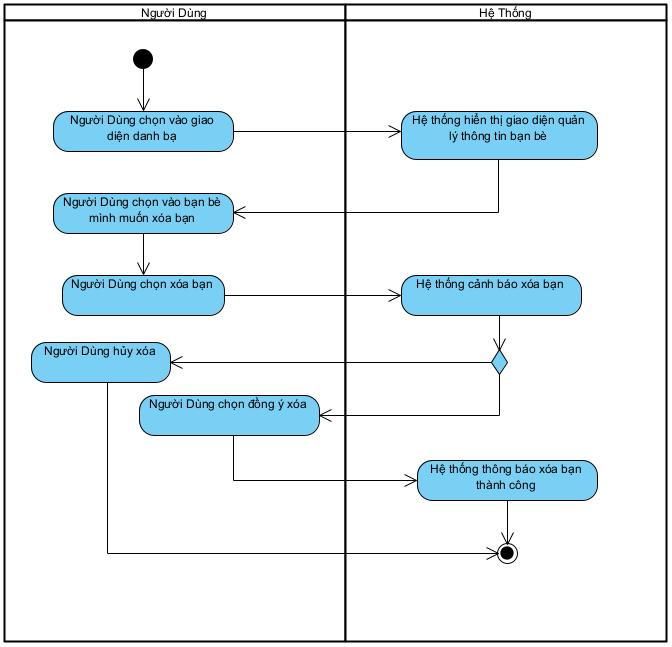 Người Dùng
Hệ Thống
Người Dùng chọn vào giao
diện danh bạ
Hệ thống hiển thị giao diện quản
lý thông tin bạn bè
Người Dùng chọn vào bạn bè
mình muốn xóa bạn
Người Dùng chọn xóa bạn
Hệ thống cảnh báo xóa bạn
Người Dùng hủy xóa
Người Dùng chọn đồng ý xóa
Hệ thống thông báo xóa bạn
thành công